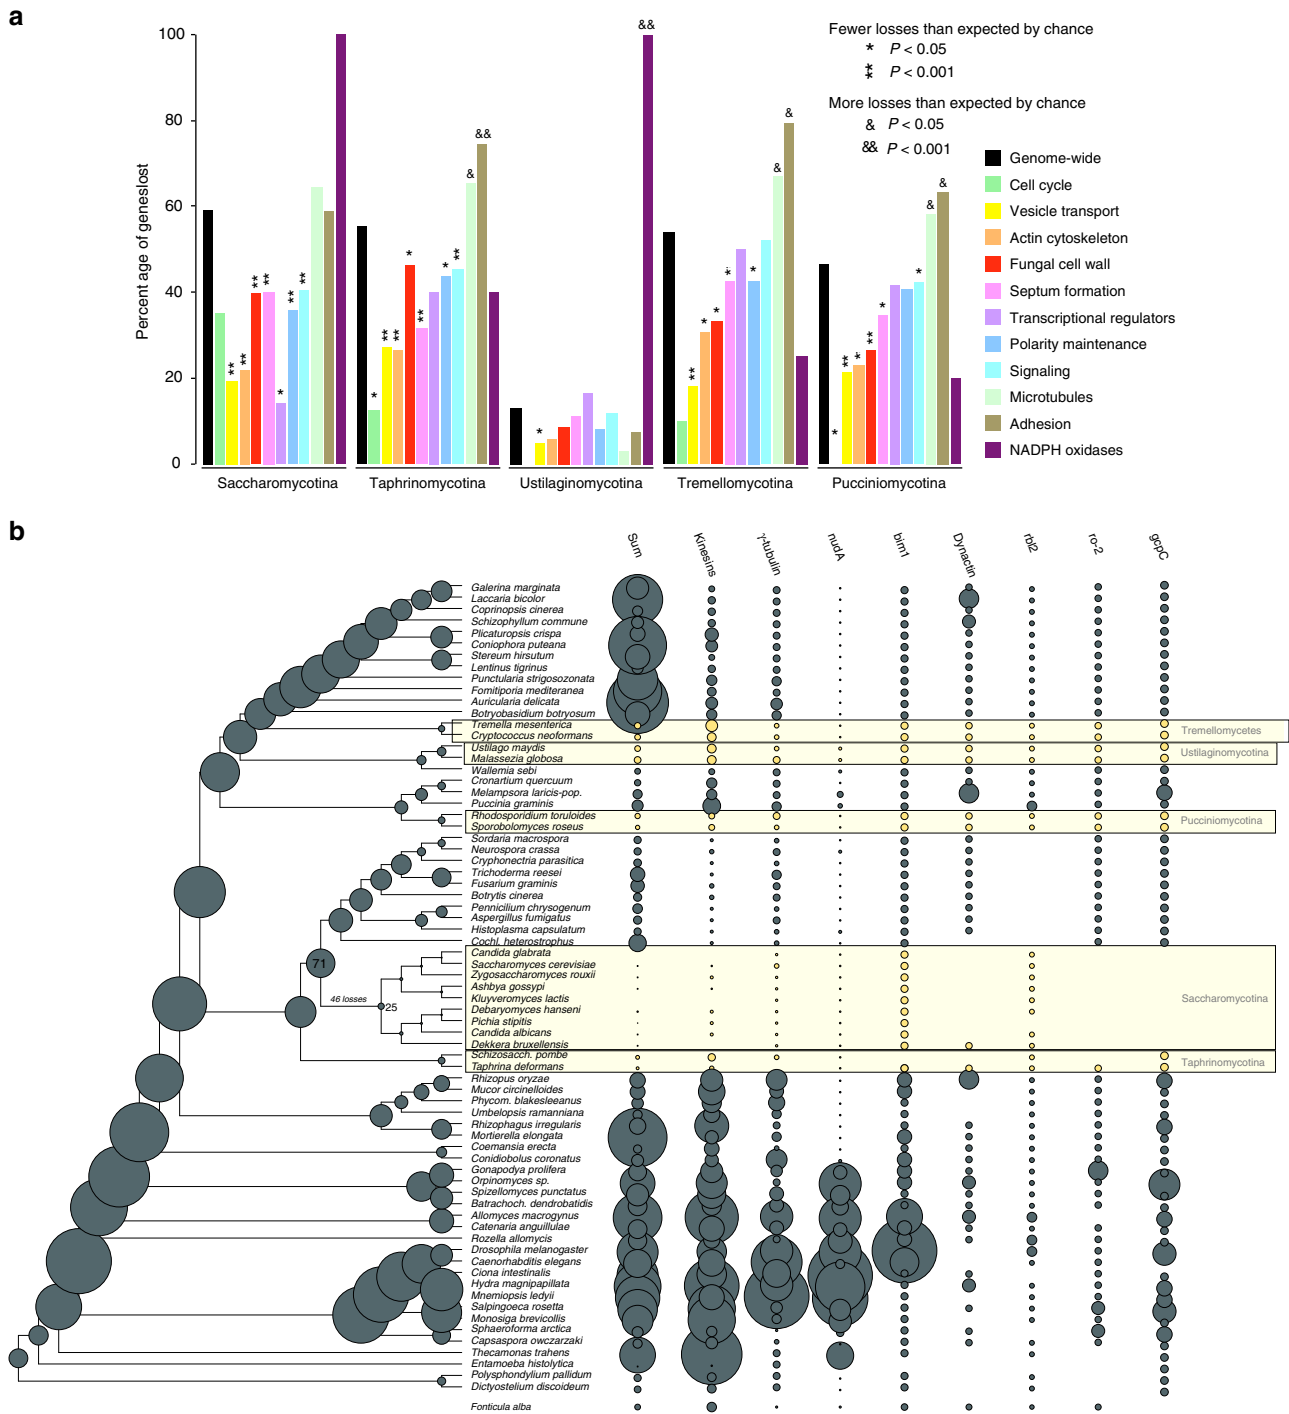 a
Percent age of geneslost
100
80
60
40
20
0
Saccharomycotina
Taphrinomycotina
Ustilaginomycotina
Tremellomycotina
Pucciniomycotina
Fewer losses than expected by chance
* P < 0.05
** P < 0.001
More losses than expected by chance
& P < 0.05
&& P < 0.001
Genome-wide
Cell cycle
Vesicle transport
Actin cytoskeleton
Fungal cell wall
Septum formation
Transcriptional regulators
Polarity maintenance
Signaling
Microtubules
Adhesion
NADPH oxidases
b
Sum
Kinesins
γ-tubulin
nudA
bim1
Dynactin
rbl2
ro-2
gcpC
Galerina marginata
Laccaria bicolor
Coprinopsis cinerea
Schizophyllum commune
Plicaturopsis crispa
Coniophora puteana
Stereum hirsutum
Lentinus tigrinus
Punctularia strigosozonata
Fomitiporia mediteranea
Auricularia delicata
Botryobasidium botryosum
Tremella mesenterica
Cryptococcus neoformans
Tremellomycetes
Ustilago maydis
Malassezia globosa
Ustilaginomycotina
Wallemia sebi
Cronartium quercuum
Melampsora laricis-pop.
Puccinia graminis
Rhodosporidium toruloides
Sporobolomyces roseus
Pucciniomycotina
Sordaria macrospora
Neurospora crassa
Cryphonectria parasitica
Trichoderma reesei
Fusarium graminis
Botrytis cinerea
Pennicilium chrysogenum
Aspergillus fumigatus
Histoplasma capsulatum
Cochl. heterostrophus
71
46 losses
25
Candida glabrata
Saccharomyces cerevisiae
Zygosaccharomyces rouxii
Ashbya gossypi
Kluyveromyces lactis
Debaryomyces hanseni
Pichia stipitis
Candida albicans
Dekkera bruxellensis
Saccharomycotina
Schizosacch. pombe
Taphrina deformans
Taphrinomycotina
Rhizopus oryzae
Mucor circinelloides
Phycom. blakesleeanus
Umbelopsis ramanniana
Rhizophagus irregularis
Mortierella elongata
Coemansia erecta
Conidiobolus coronatus
Gonapodya prolifera
Orpinomyces sp.
Spizellomyces punctatus
Batrachoch. dendrobatidis
Allomyces macrogynus
Catenaria anguillulae
Rozella allomycis
Drosophila melanogaster
Caenorhabditis elegans
Ciona intestinalis
Hydra magnipapillata
Mnemiopsis ledyii
Salpingoeca rosetta
Monosiga brevicollis
Sphaeroforma arctica
Capsaspora owczarzaki
Thecamonas trahens
Entamoeba histolytica
Polysphondylium pallidum
Dictyostelium discoideum
Fonticula alba